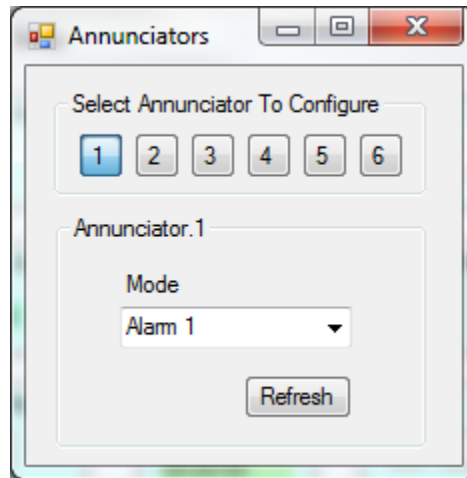 Annunciators
Select Annunciator To Configure
1 2 3 4 5 6
Annunciator.1
Mode
Alarm 1
Refresh